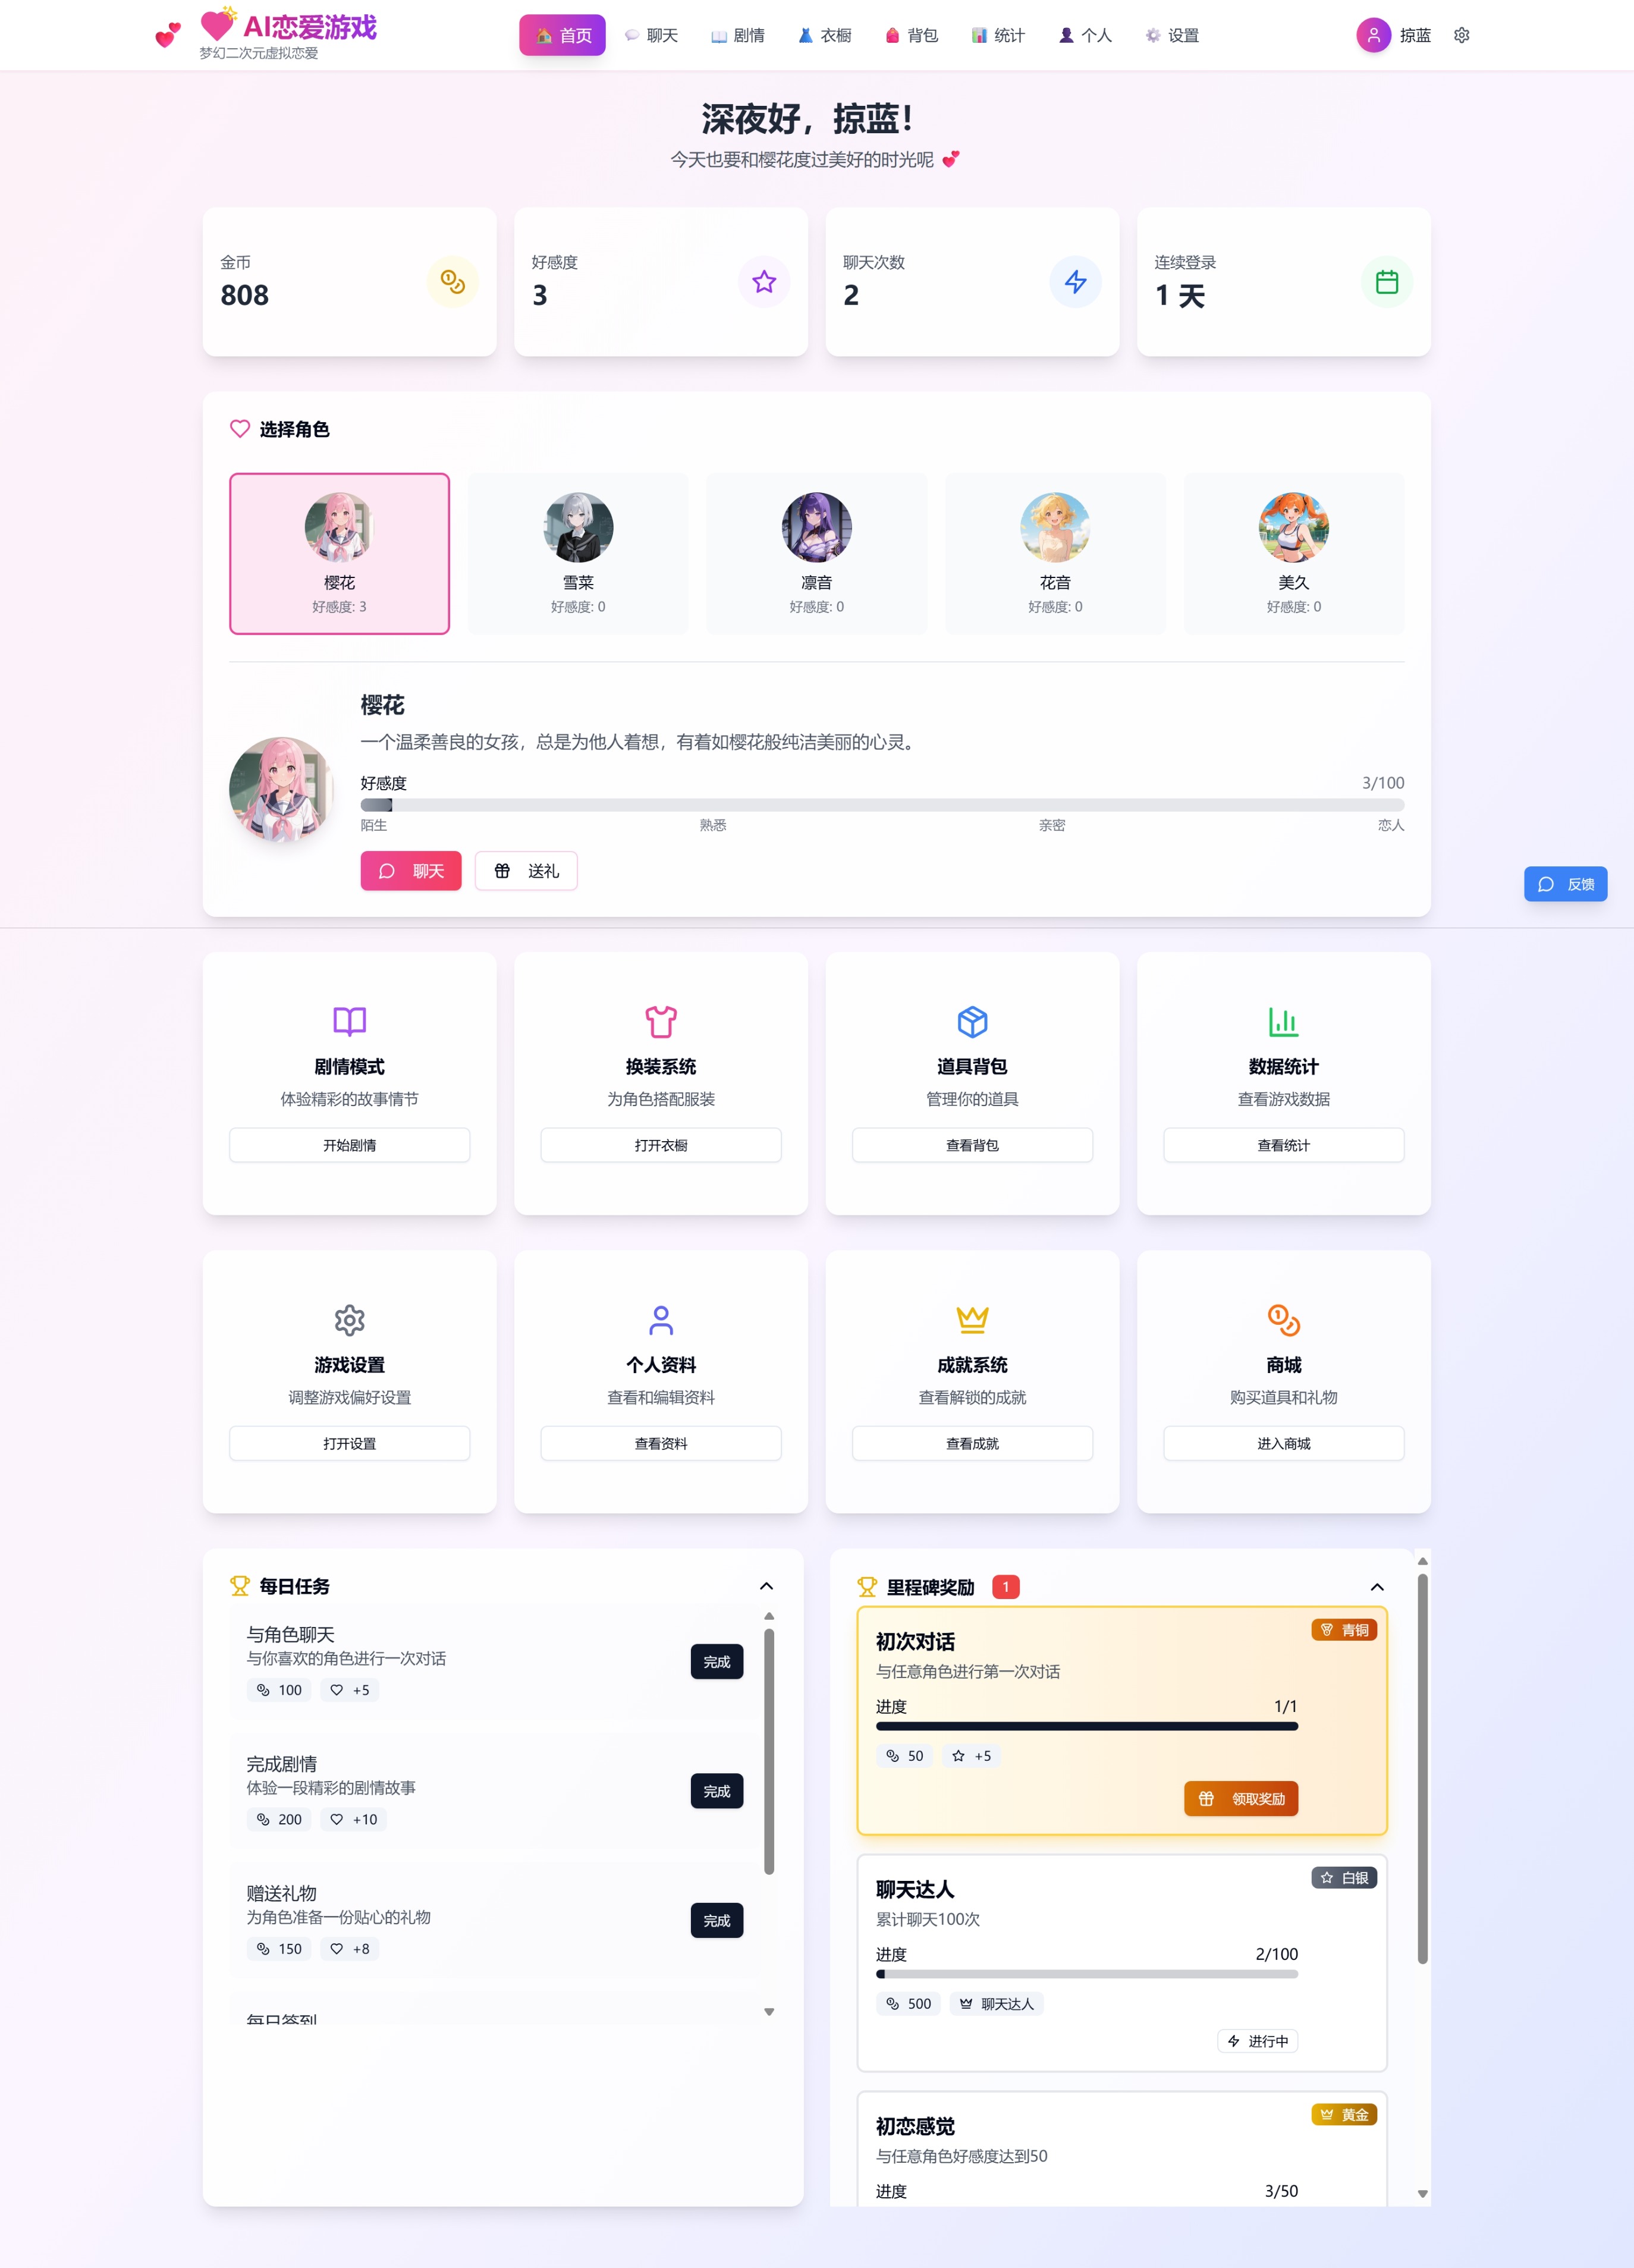 AI恋爱游戏
梦幻二次元虚拟恋爱
首页
聊天
剧情
衣橱
背包
统计
个人
设置
掠蓝
深夜好，掠蓝！
今天也要和樱花度过美好的时光呢
金币
808
好感度
3
聊天次数
2
连续登录
1 天
选择角色
樱花
好感度: 3
雪菜
好感度: 0
凛音
好感度: 0
花音
好感度: 0
美久
好感度: 0
樱花
一个温柔善良的女孩，总是为他人着想，有着如樱花般纯洁美丽的心灵。
好感度 3/100
陌生 熟悉 亲密 恋人
聊天
送礼
反馈
剧情模式
体验精彩的故事情节
开始剧情
换装系统
为角色搭配服装
打开衣橱
道具背包
管理你的道具
查看背包
数据统计
查看游戏数据
查看统计
游戏设置
调整游戏偏好设置
打开设置
个人资料
查看和编辑资料
查看资料
成就系统
查看解锁的成就
查看成就
商城
购买道具和礼物
进入商城
每日任务
与角色聊天
与你喜欢的角色进行一次对话
100 +5
完成
完成剧情
体验一段精彩的剧情故事
200 +10
完成
赠送礼物
为角色准备一份贴心的礼物
150 +8
完成
每日签到
里程碑奖励 1
青铜
初次对话
与任意角色进行第一次对话
进度 1/1
50 +5
领取奖励
白银
聊天达人
累计聊天100次
进度 2/100
500 聊天达人
进行中
黄金
初恋感觉
与任意角色好感度达到50
进度 3/50